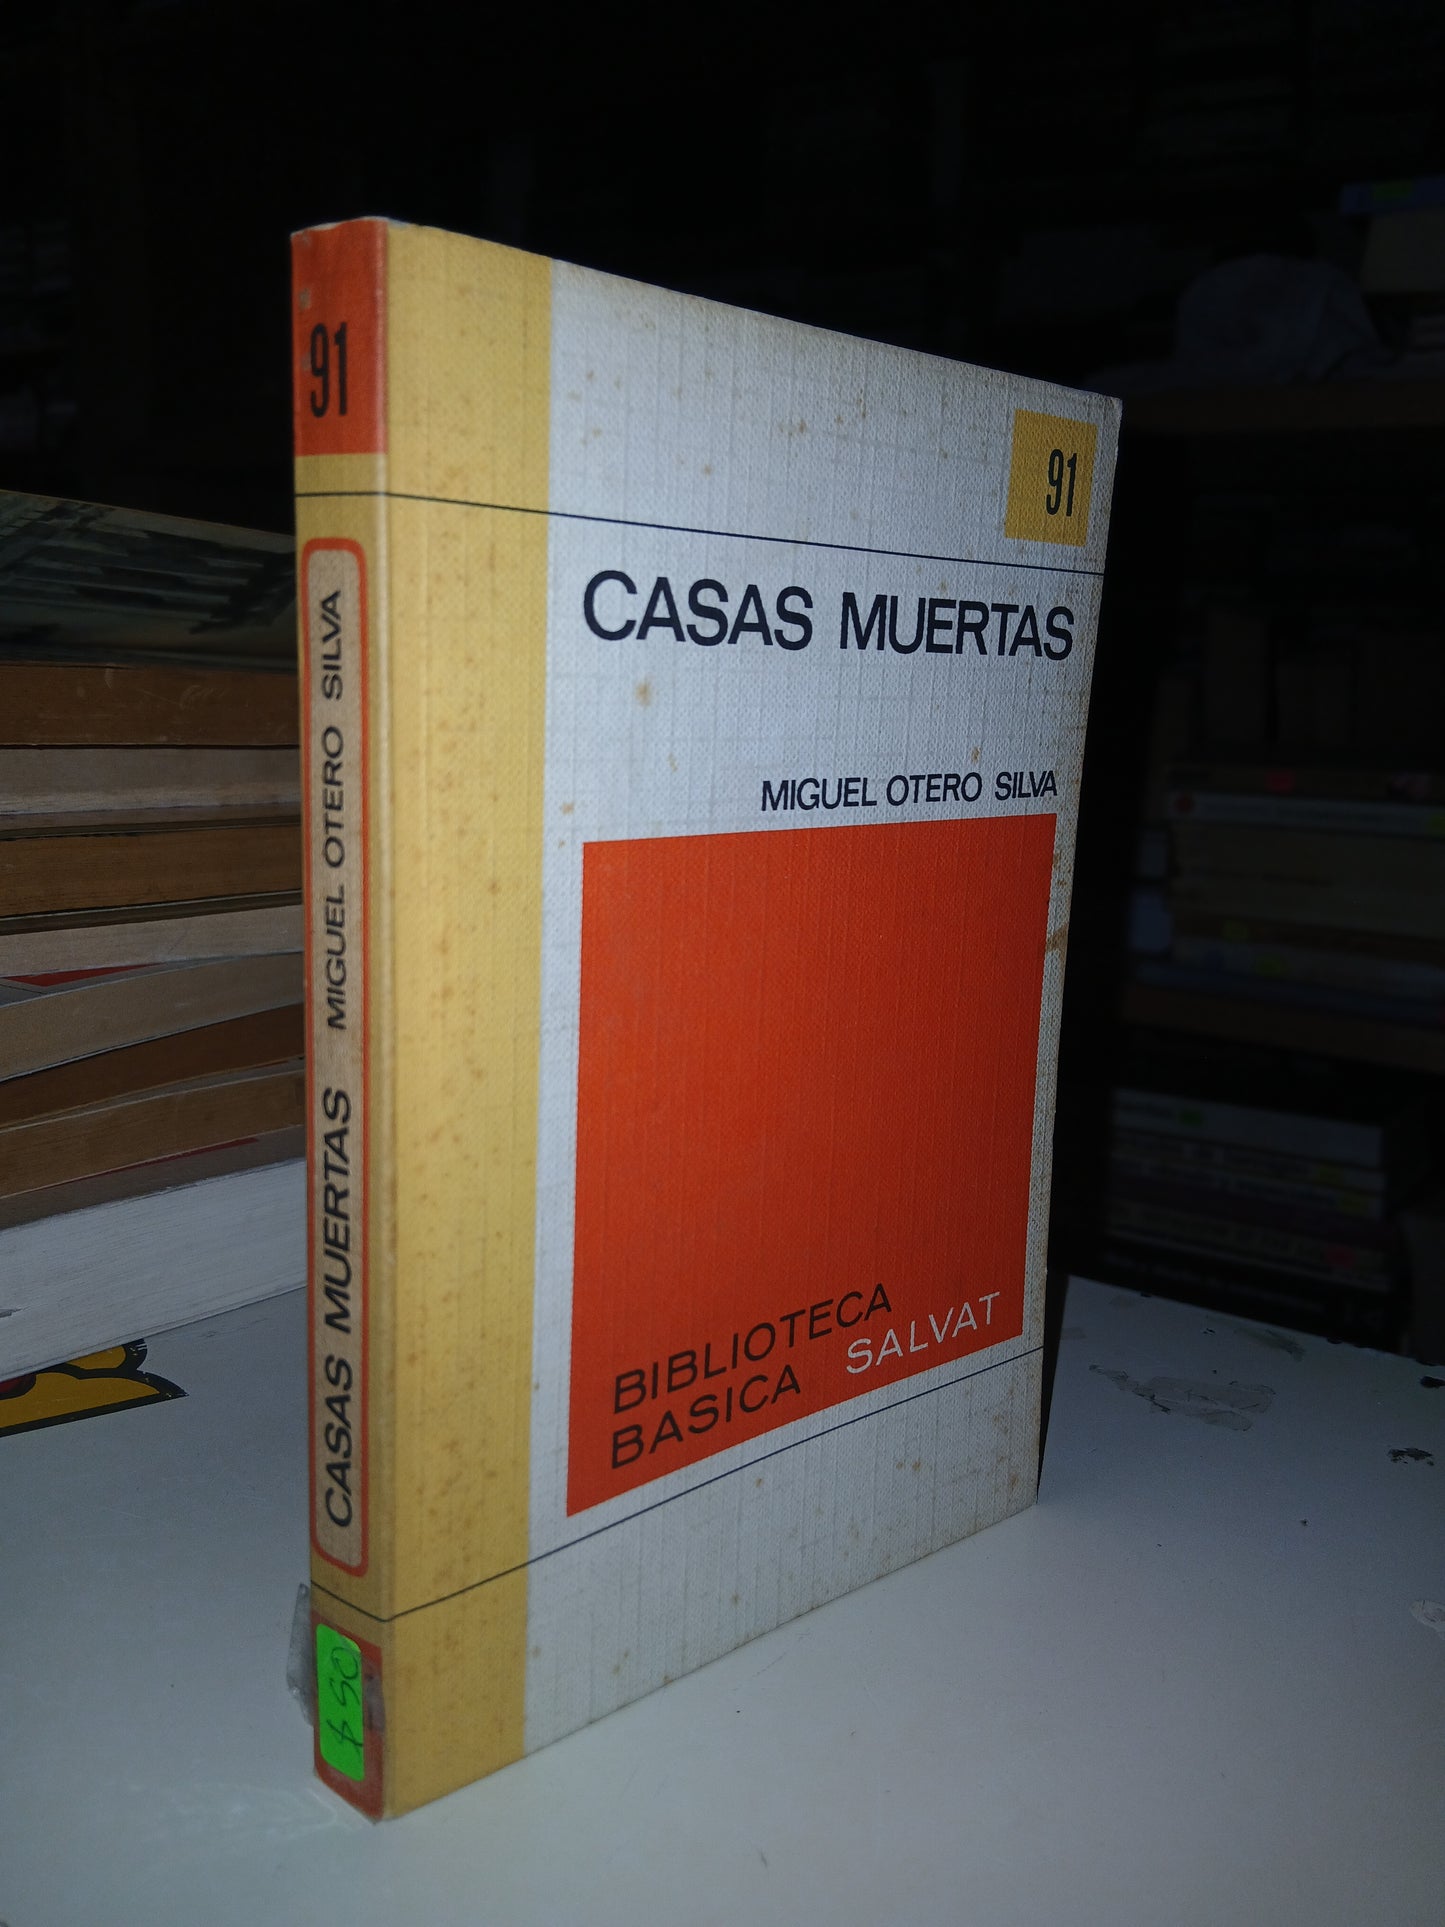 91
CASAS MUERTAS MIGUEL OTERO SILVA
$50
91
CASAS MUERTAS
MIGUEL OTERO SILVA
BIBLIOTECA
BASICA SALVAT